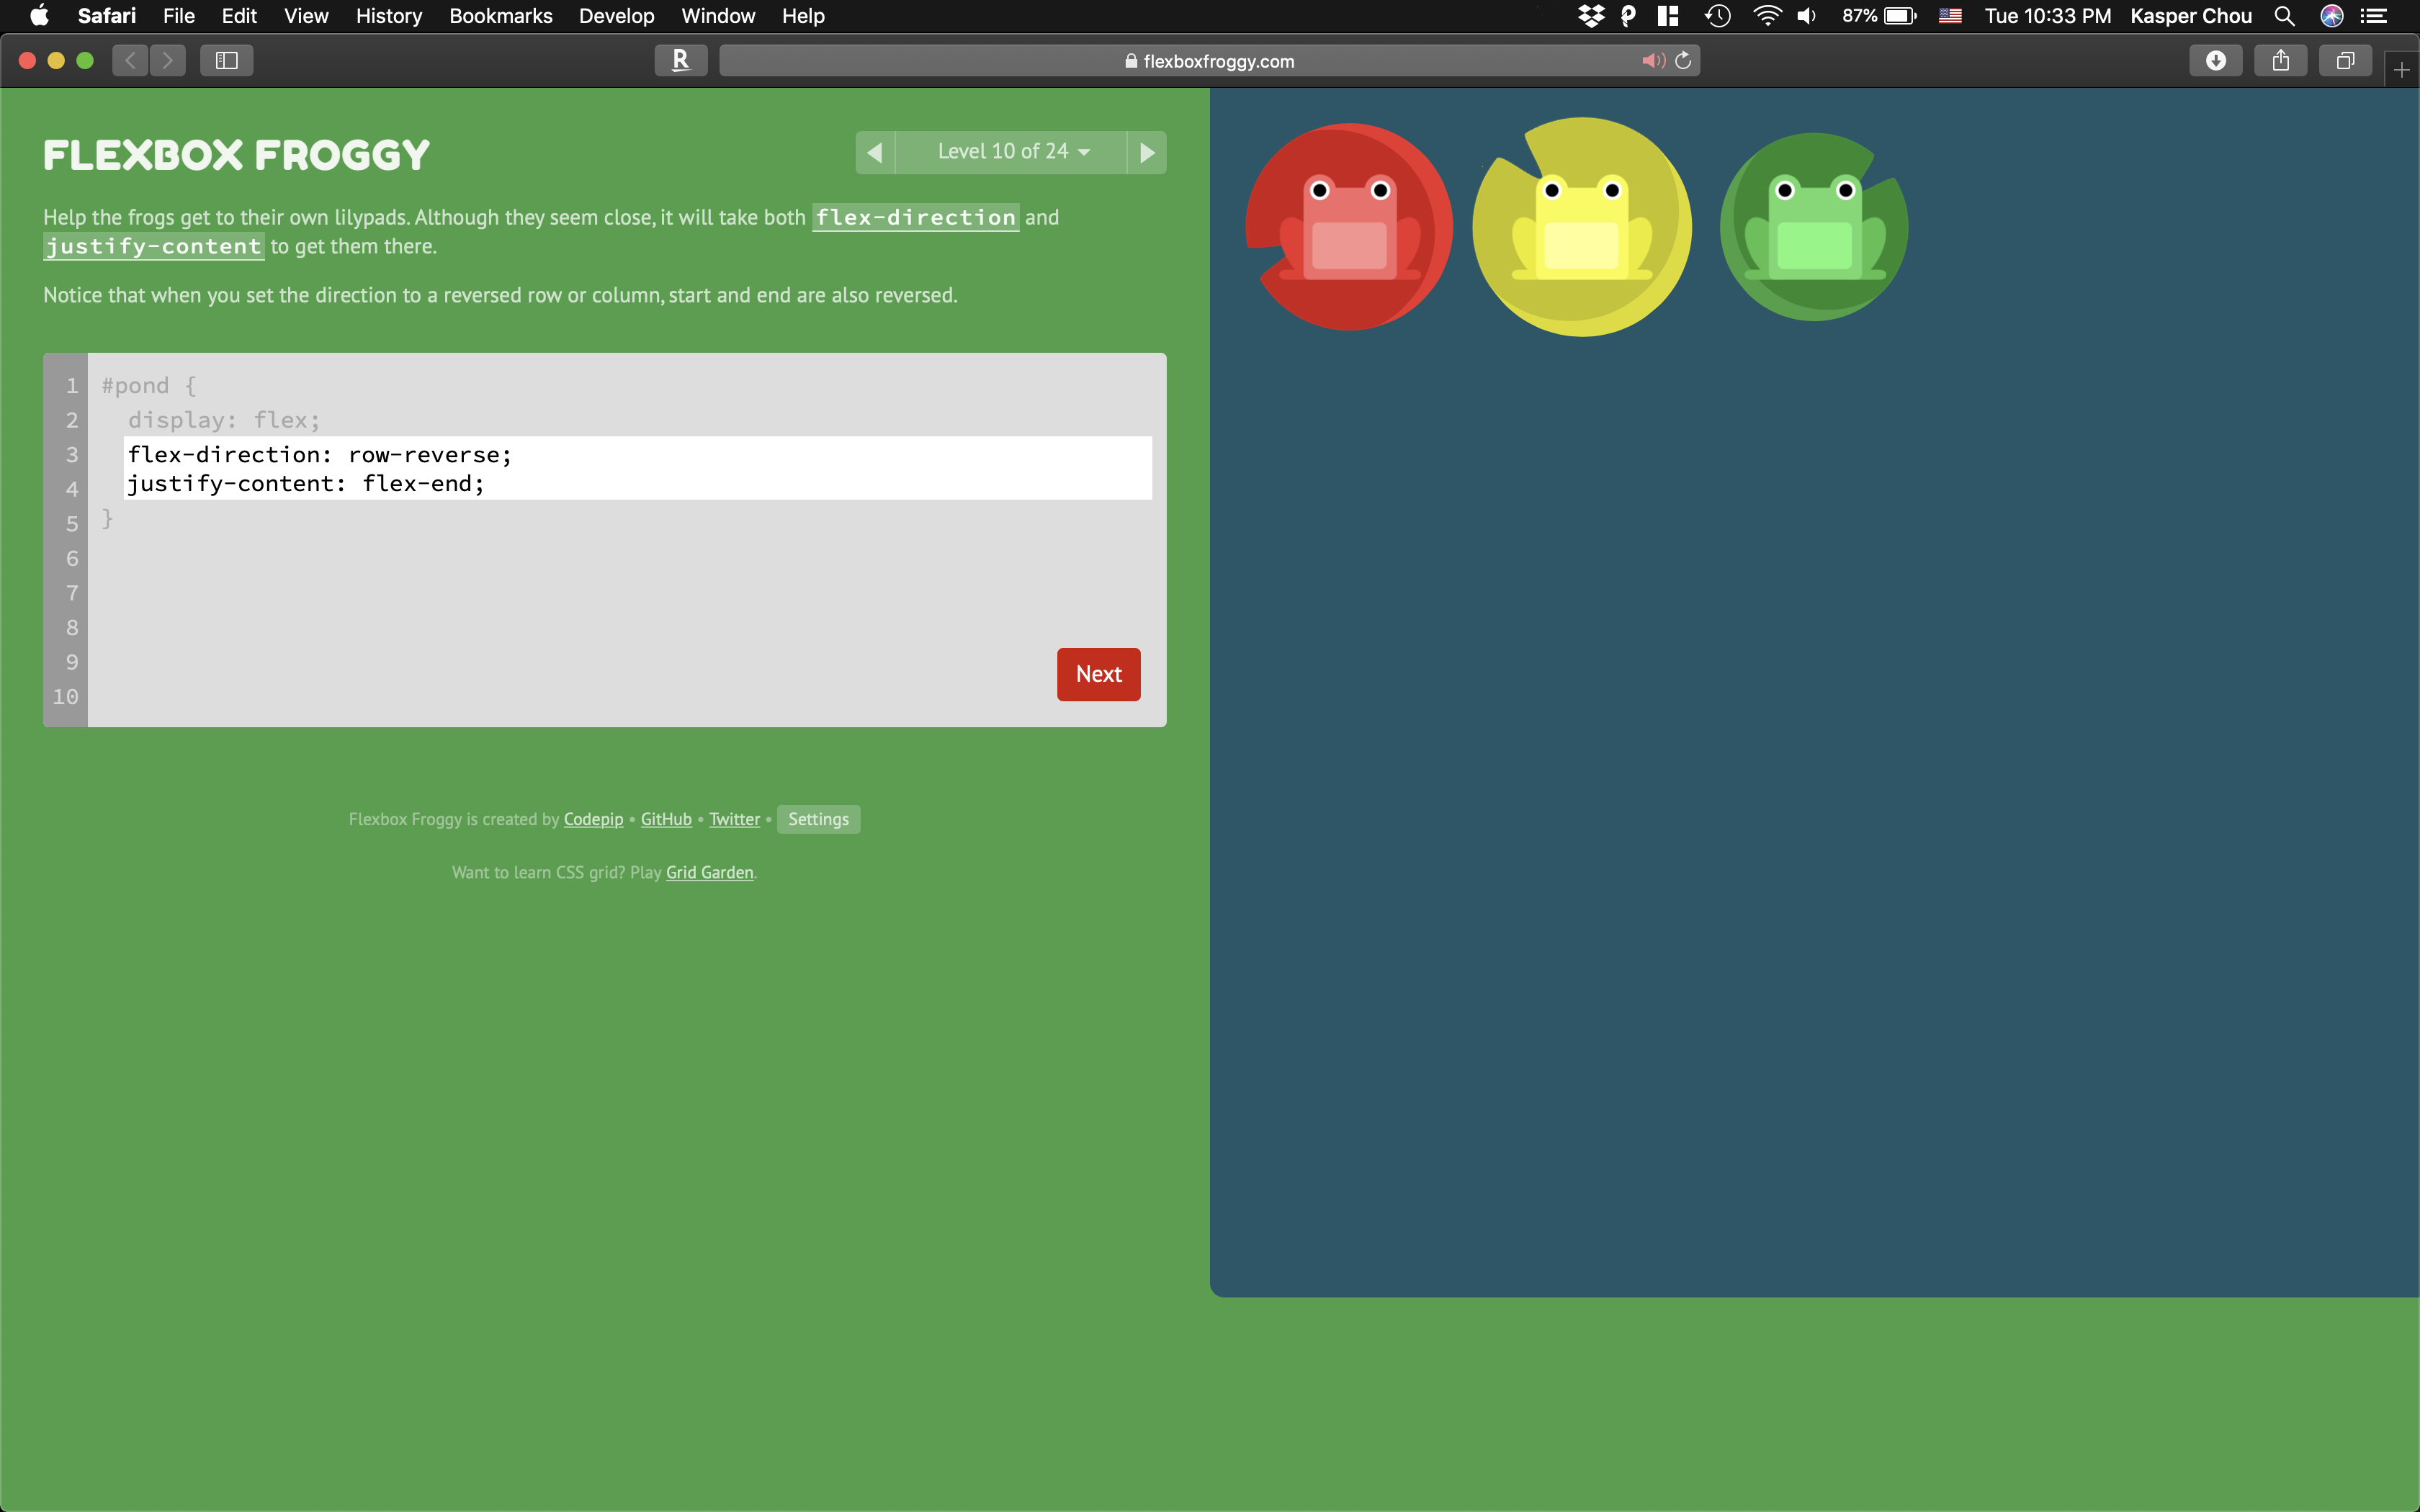 Safari File Edit View History Bookmarks Develop Window Help 87% Tue 10:33 PM Kasper Chou
R flexboxfroggy.com
FLEXBOX FROGGY
Level 10 of 24
Help the frogs get to their own lilypads. Although they seem close, it will take both flex-direction and
justify-content to get them there.
Notice that when you set the direction to a reversed row or column, start and end are also reversed.
1 #pond {
2 display: flex;
3 flex-direction: row-reverse;
4 justify-content: flex-end;
5 }
6
7
8
9
10
Next
Flexbox Froggy is created by Codepip • GitHub • Twitter • Settings
Want to learn CSS grid? Play Grid Garden.